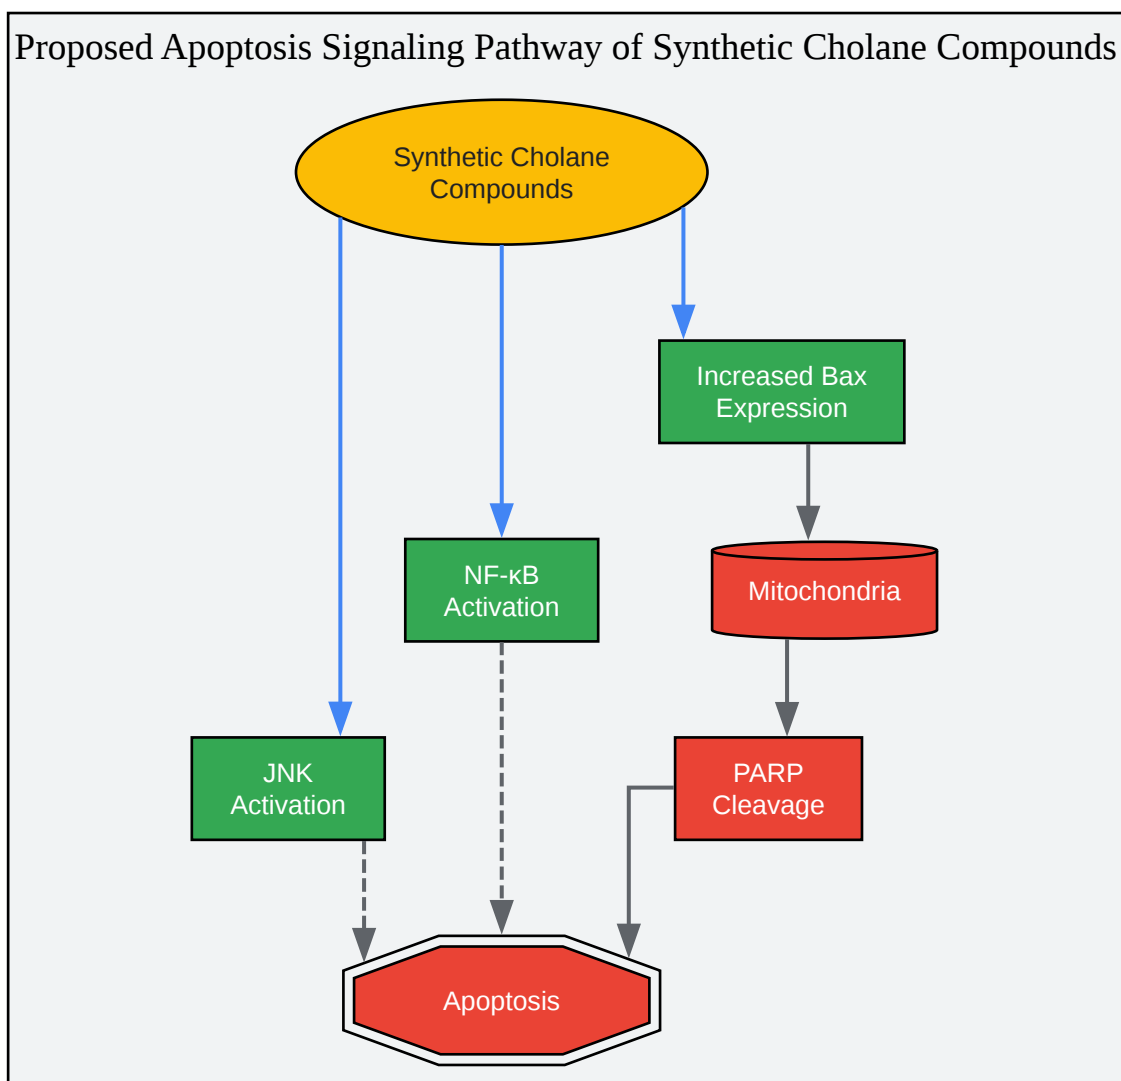 Proposed Apoptosis Signaling Pathway of Synthetic Cholane Compounds
Synthetic Cholane
Compounds
Increased Bax
Expression
NF-κB
Activation
Mitochondria
JNK
Activation
PARP
Cleavage
Apoptosis